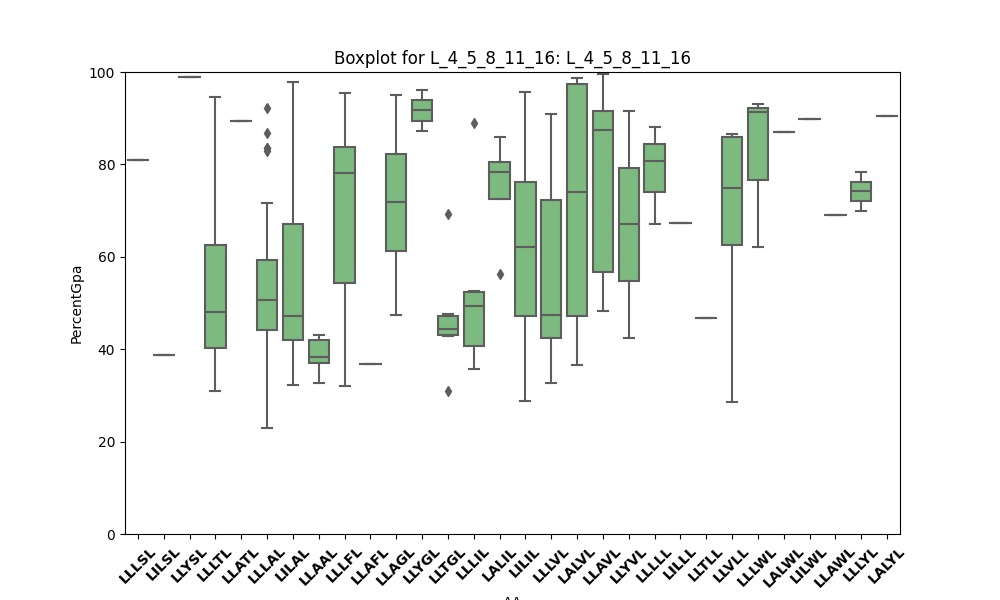 Boxplot for L_4_5_8_11_16: L_4_5_8_11_16
100
80
60
40
20
0
PercentGpa
LLLSL LILSL LLYSL LLLTL LLATL LLLAL LILAL LLAAL LLLFL LLAFL LLAGL LLYGL LLTGL LLLIL LALIL LILIL LLLVL LALVL LLAVL LLYVL LLLLL LILLL LLTLL LLVLL LLLWL LALWL LILWL LLAWL LLLYL LALYL